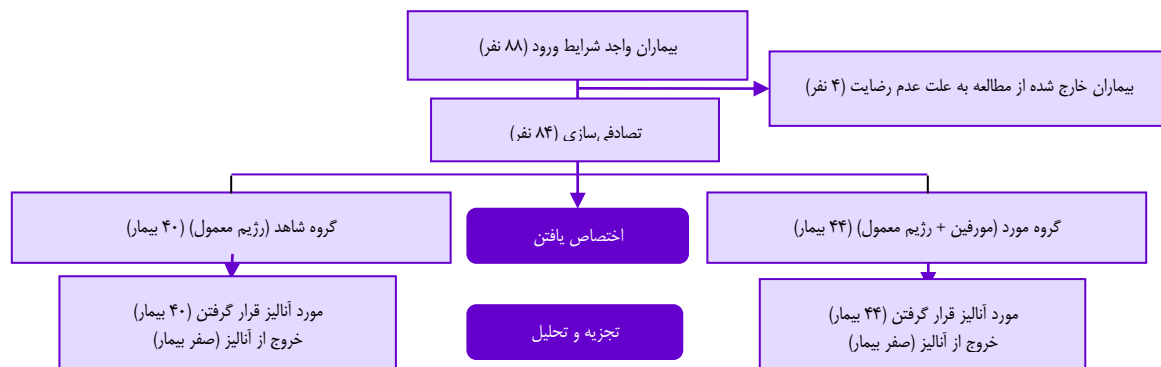 بیماران واجد شرایط ورود (۸۸ نفر)
بیماران خارج شده از مطالعه به علت عدم رضایت (۴ نفر)
تصادفی‌سازی (۸۴ نفر)
گروه مورد (مورفین + رژیم معمول) (۴۴ بیمار)
اختصاص یافتن
گروه شاهد (رژیم معمول) (۴۰ بیمار)
مورد آنالیز قرار گرفتن (۴۴ بیمار)
خروج از آنالیز (صفر بیمار)
تجزیه و تحلیل
مورد آنالیز قرار گرفتن (۴۰ بیمار)
خروج از آنالیز (صفر بیمار)